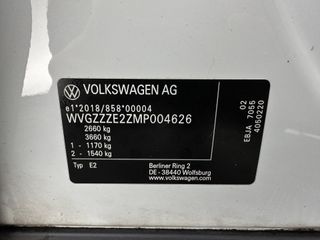 VOLKSWAGEN AG
e1*2018/858*00004
WVGZZZE2ZMP004626
2660 kg
3660 kg
1 - 1170 kg
2 - 1540 kg
Typ E2
Berliner Ring 2
DE - 38440 Wolfsburg
www.volkswagen.com
02
EBJA 7056
4050220